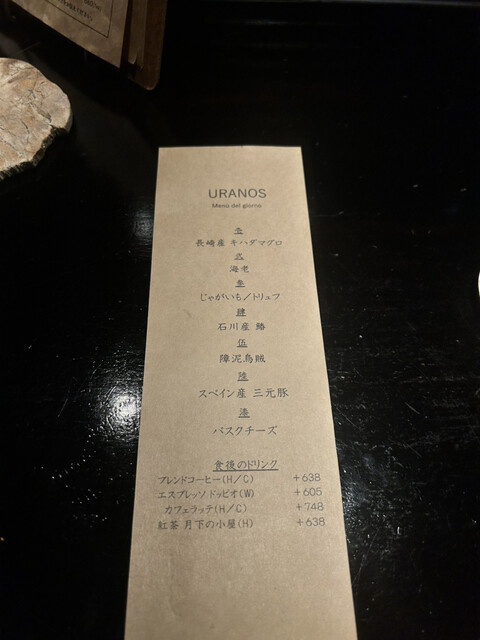 URANOS
Menù del giorno
壱
長崎産 キハダマグロ
弐
海老
参
じゃがいも／トリュフ
肆
石川産 鰆
伍
障泥烏賊
陸
スペイン産 三元豚
漆
バスクチーズ
食後のドリンク
ブレンドコーヒー(H/C) +638
エスプレッソ ドッピオ(W) +605
カフェラッテ(H/C) +748
紅茶 月下の小屋(H) +638